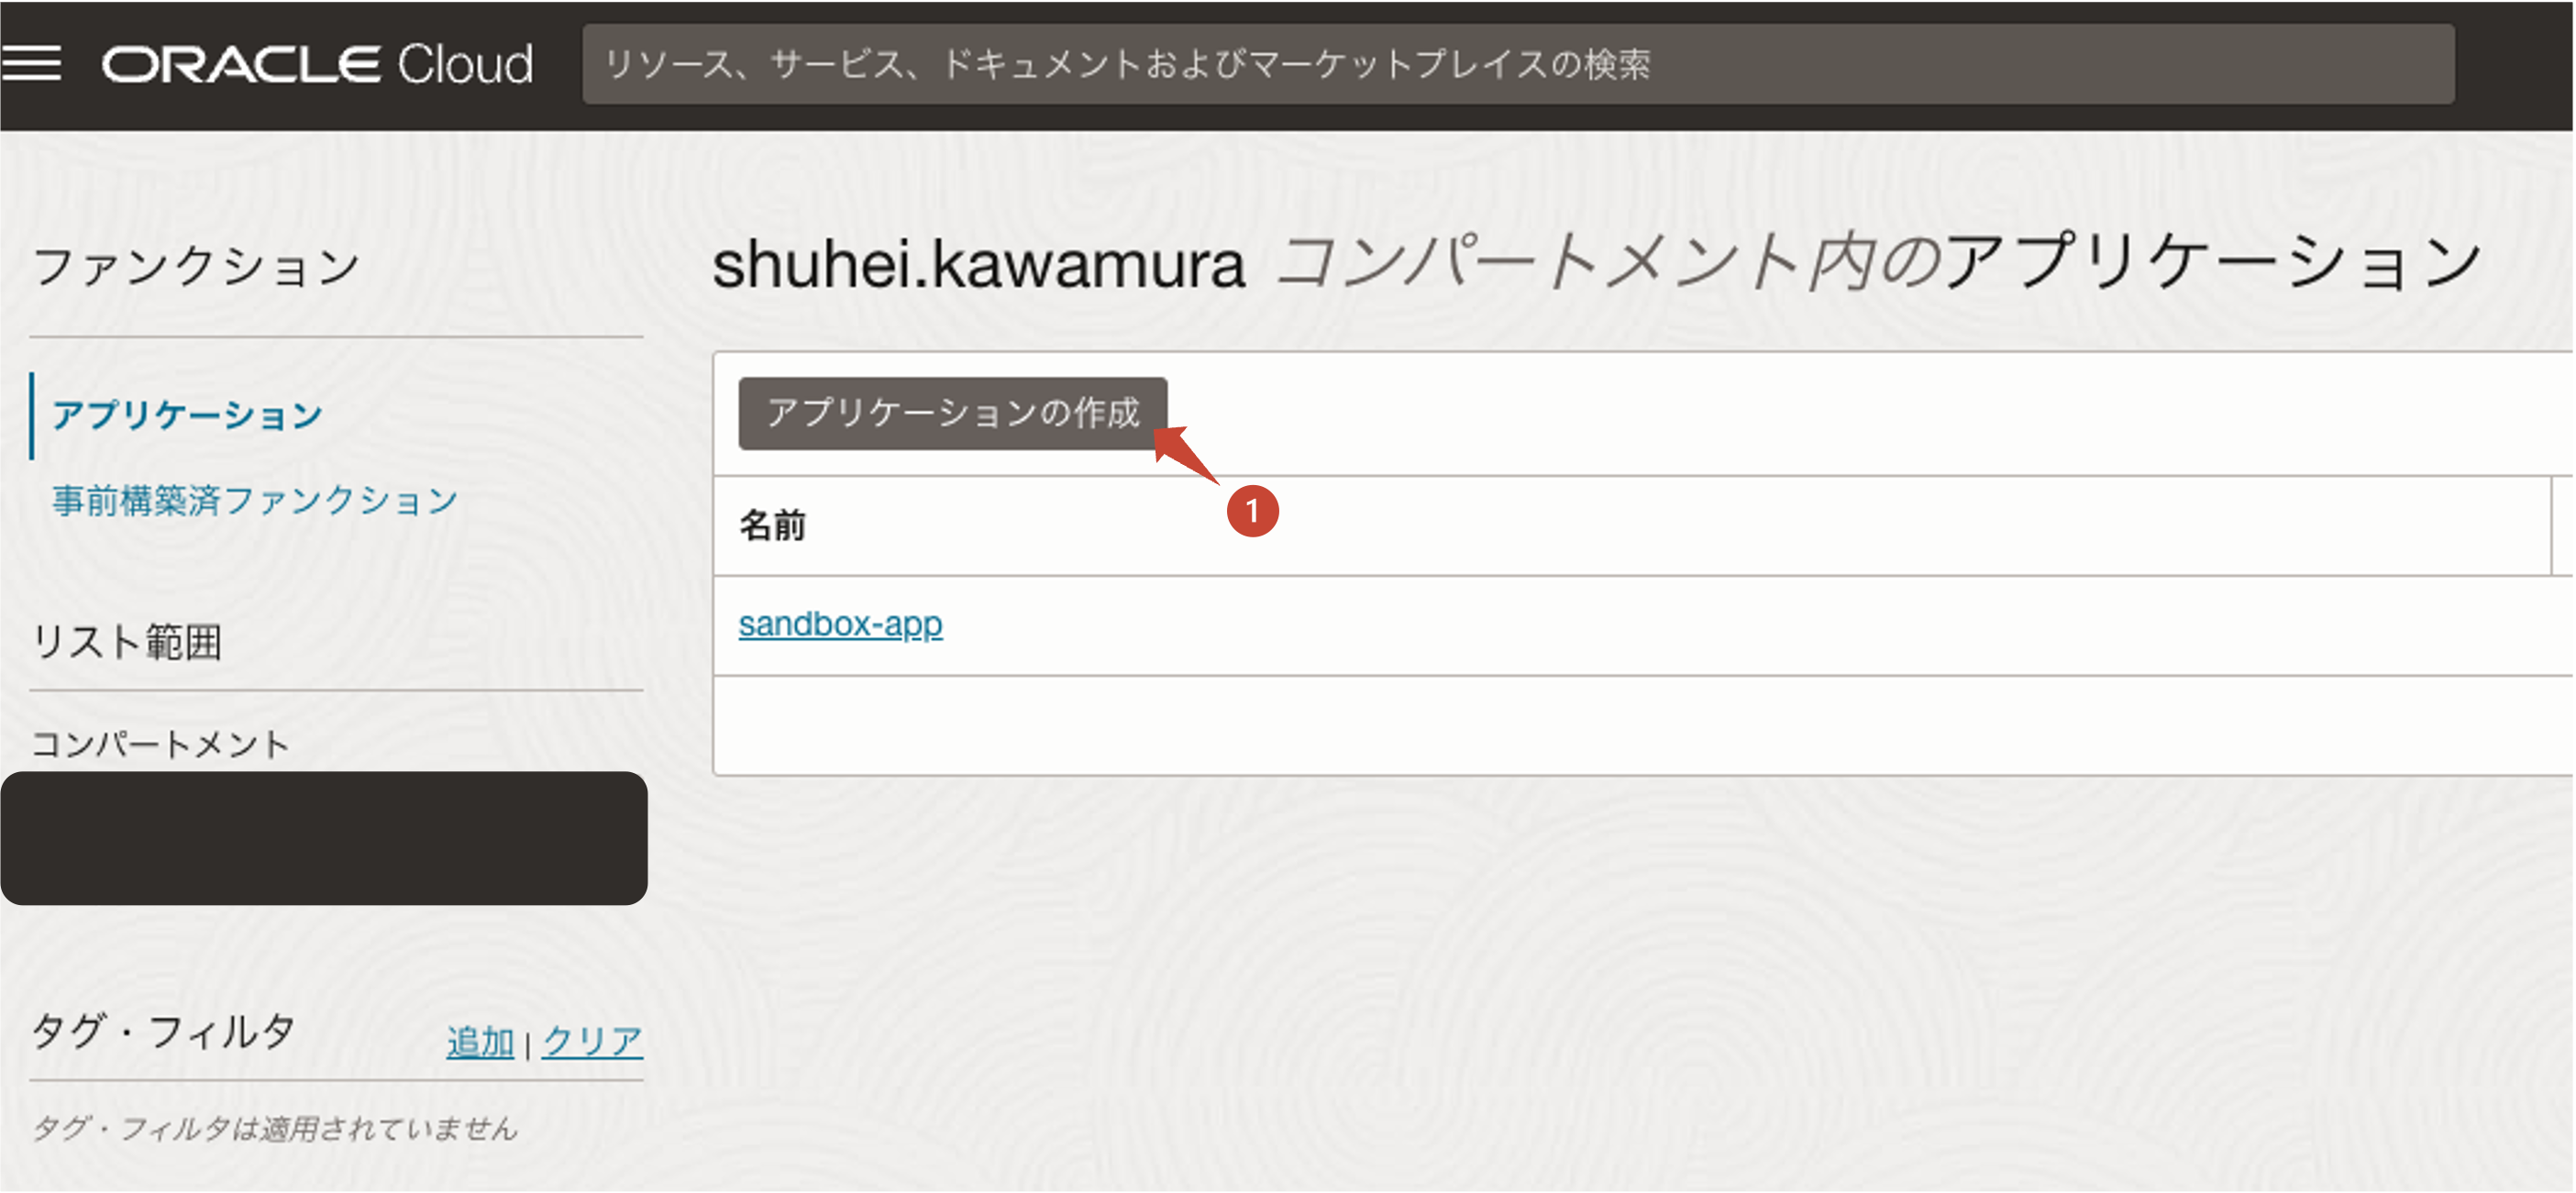 ORACLE Cloud
リソース、サービス、ドキュメントおよびマーケットプレイスの検索
ファンクション
アプリケーション
事前構築済ファンクション
リスト範囲
コンパートメント
タグ・フィルタ 追加 | クリア
タグ・フィルタは適用されていません
shuhei.kawamura コンパートメント内のアプリケーション
アプリケーションの作成
1
名前
sandbox-app